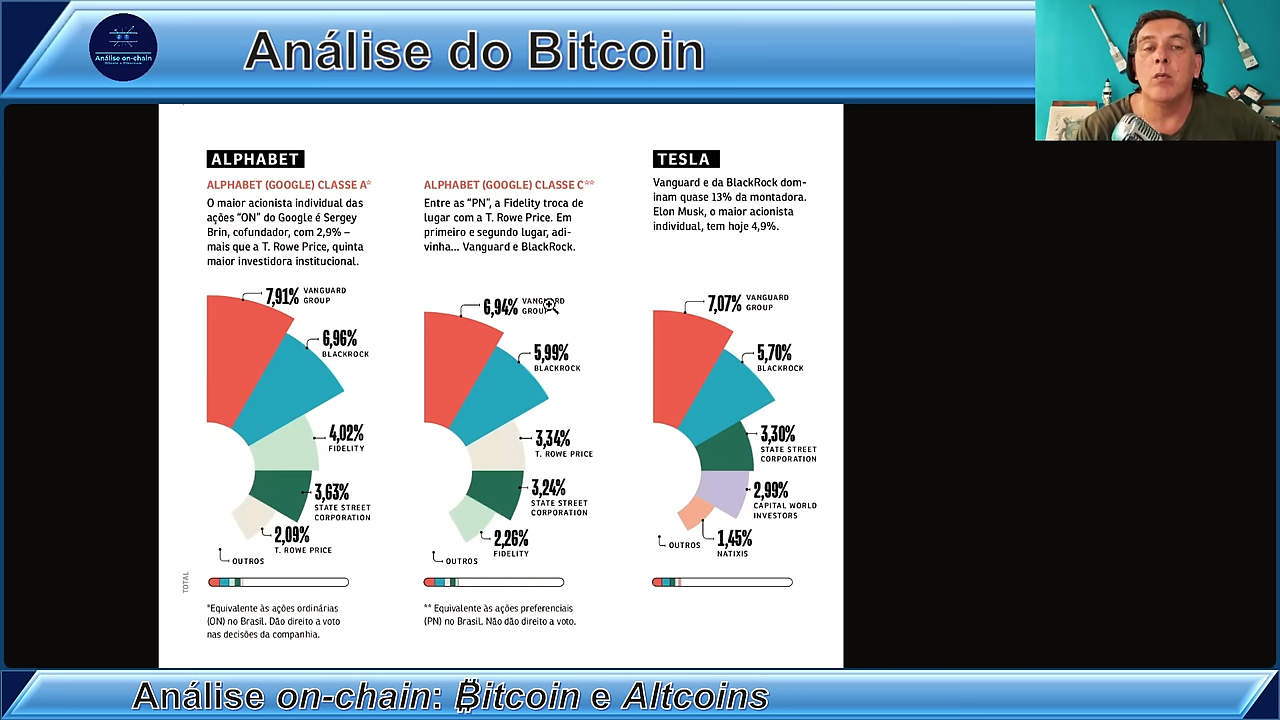 Análise do Bitcoin
Análise on-chain
ALPHABET
ALPHABET (GOOGLE) CLASSE A*
O maior acionista individual das
ações “ON” do Google é Sergey
Brin, cofundador, com 2,9% –
mais que a T. Rowe Price, quinta
maior investidora institucional.
7,91% VANGUARD
GROUP
6,96%
BLACKROCK
4,02%
FIDELITY
3,63%
STATE STREET
CORPORATION
2,09%
T. ROWE PRICE
OUTROS
TOTAL
*Equivalente às ações ordinárias
(ON) no Brasil. Dão direito a voto
nas decisões da companhia.
ALPHABET (GOOGLE) CLASSE C**
Entre as “PN”, a Fidelity troca de
lugar com a T. Rowe Price. Em
primeiro e segundo lugar, adi-
vinha... Vanguard e BlackRock.
6,94% VANGUARD
GROUP
5,99%
BLACKROCK
3,34%
T. ROWE PRICE
3,24%
STATE STREET
CORPORATION
2,26%
FIDELITY
OUTROS
** Equivalente às ações preferenciais
(PN) no Brasil. Não dão direito a voto.
TESLA
Vanguard e da BlackRock dom-
inam quase 13% da montadora.
Elon Musk, o maior acionista
individual, tem hoje 4,9%.
7,07% VANGUARD
GROUP
5,70%
BLACKROCK
3,30%
STATE STREET
CORPORATION
2,99%
CAPITAL WORLD
INVESTORS
1,45%
NATIXIS
OUTROS
Análise on-chain: ₿itcoin e Altcoins